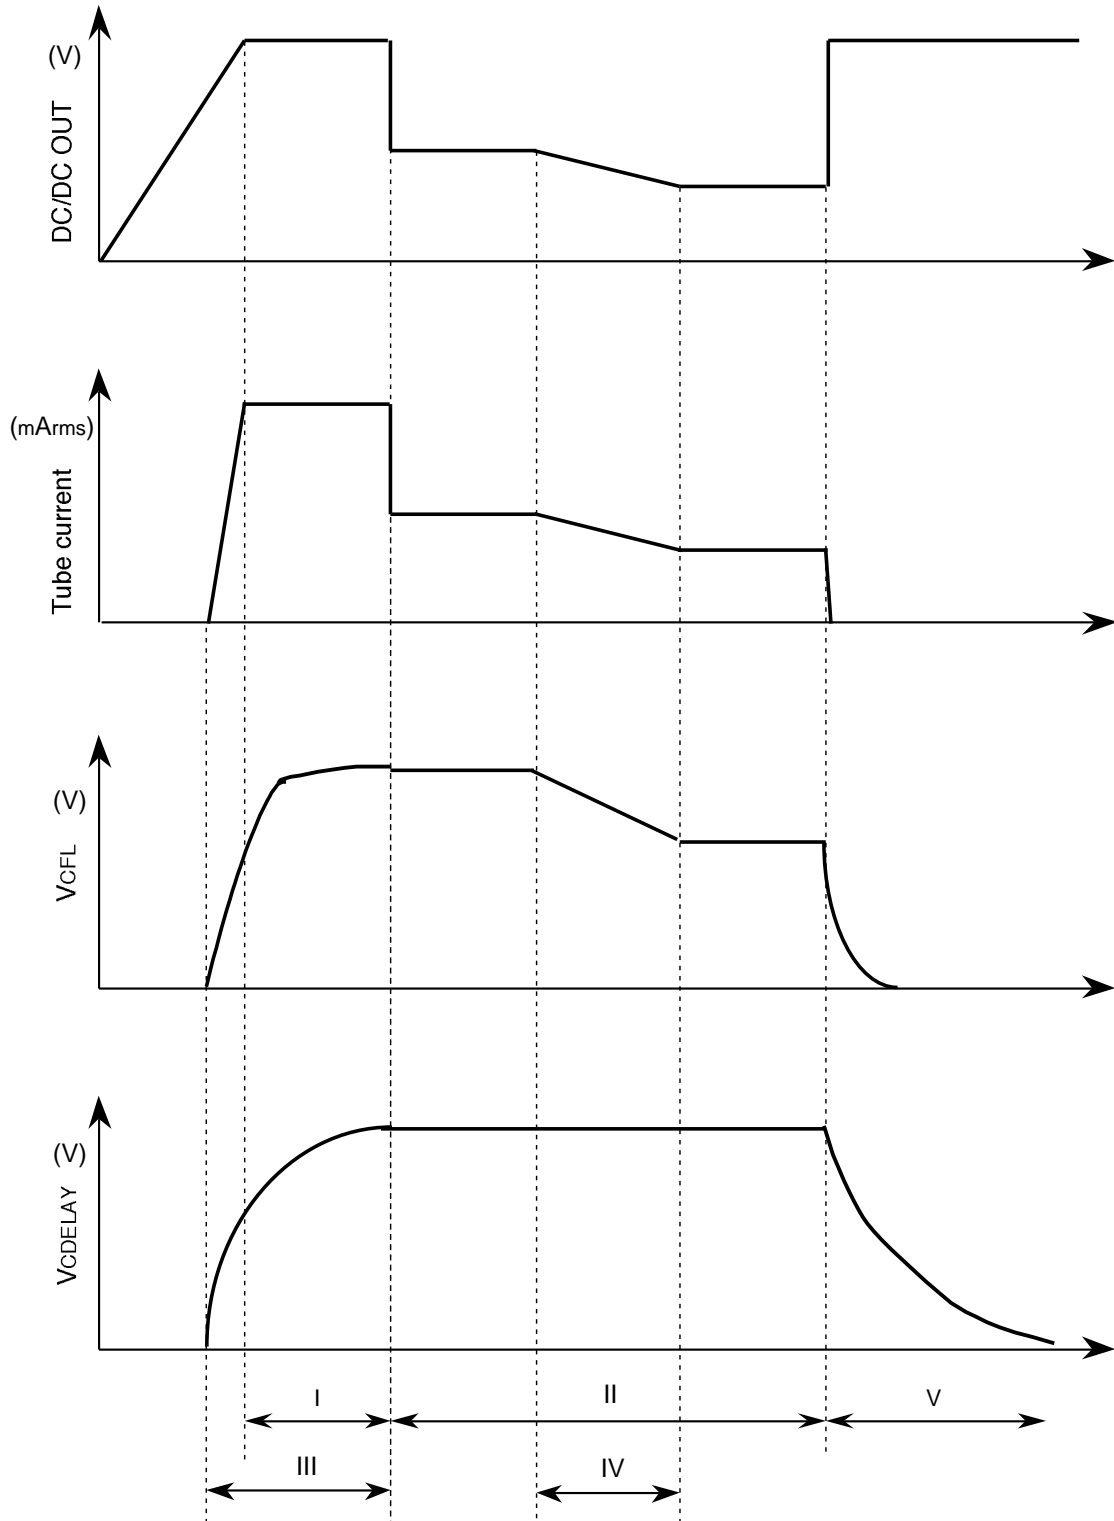 (V)
DC/DC OUT
(mArms)
Tube current
(V)
VCFL
(V)
VCDELAY
I
II
V
III
IV